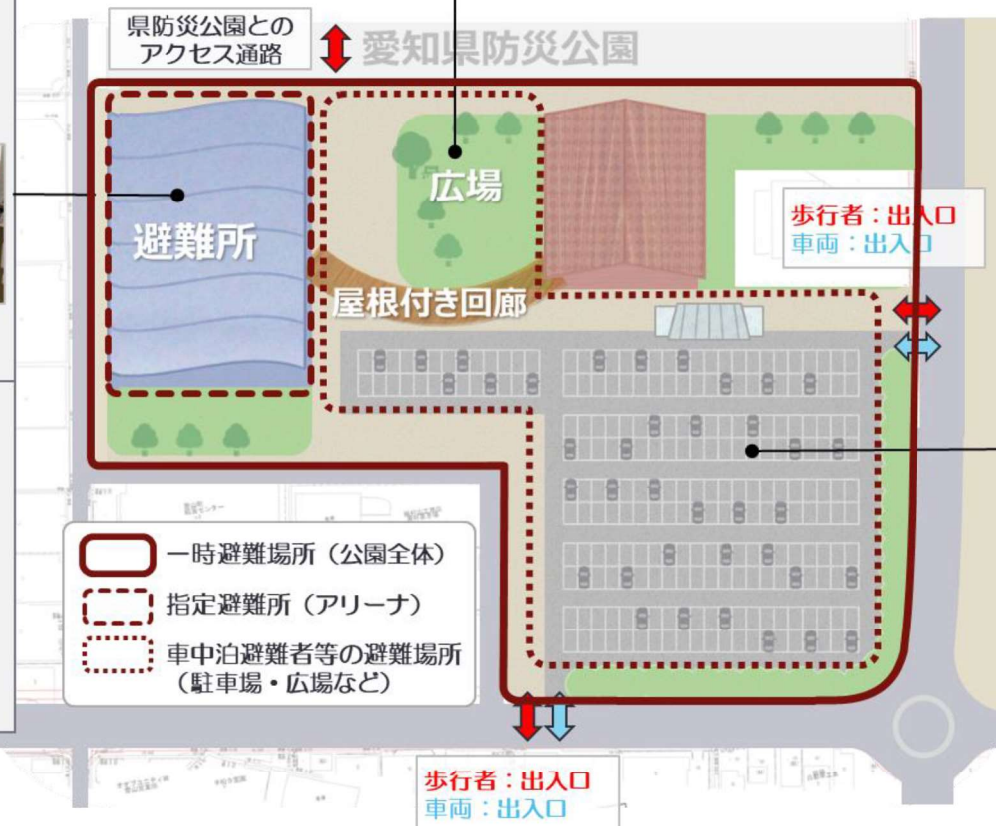 県防災公園との
アクセス通路
愛知県防災公園
広場
避難所
屋根付き回廊
歩行者：出入口
車両：出入口
一時避難場所（公園全体）
指定避難所（アリーナ）
車中泊避難者等の避難場所
（駐車場・広場など）
歩行者：出入口
車両：出入口